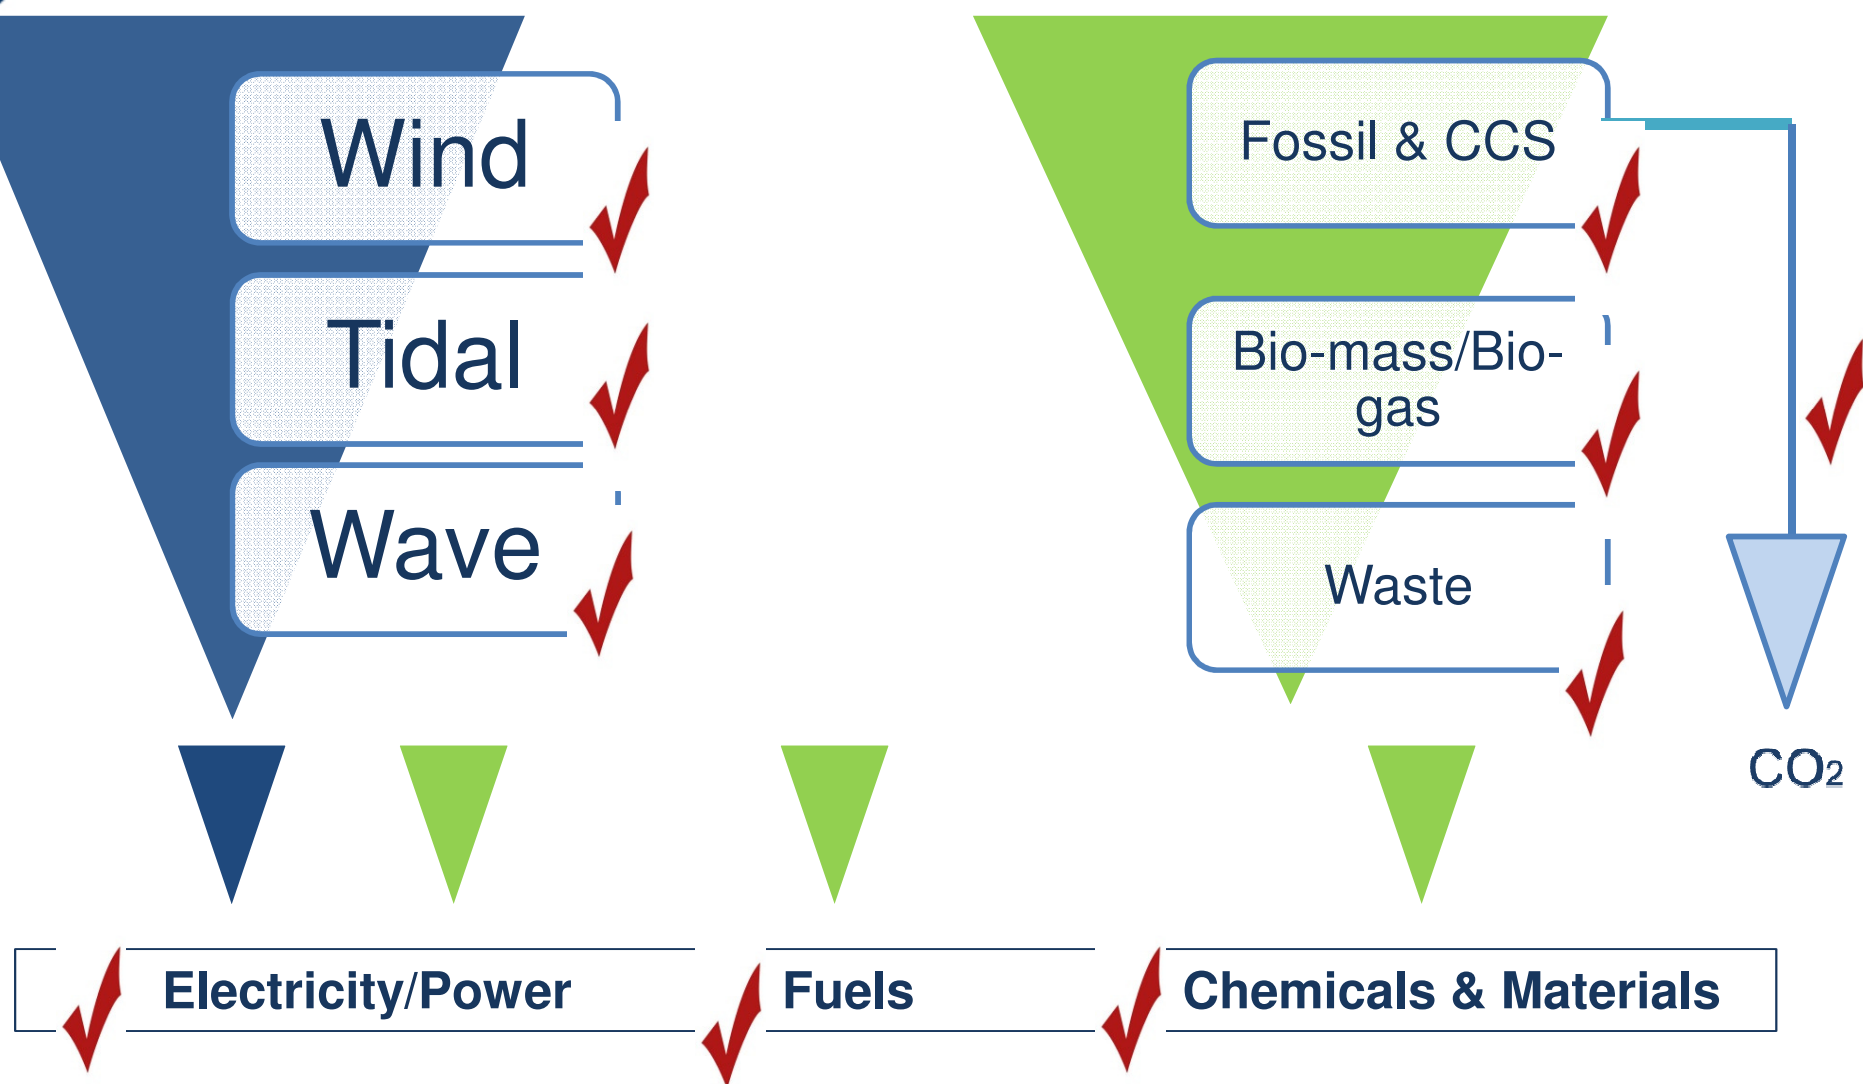 Wind
Tidal
Wave
Fossil & CCS
Bio-mass/Bio-
gas
Waste
CO2
Electricity/Power
Fuels
Chemicals & Materials